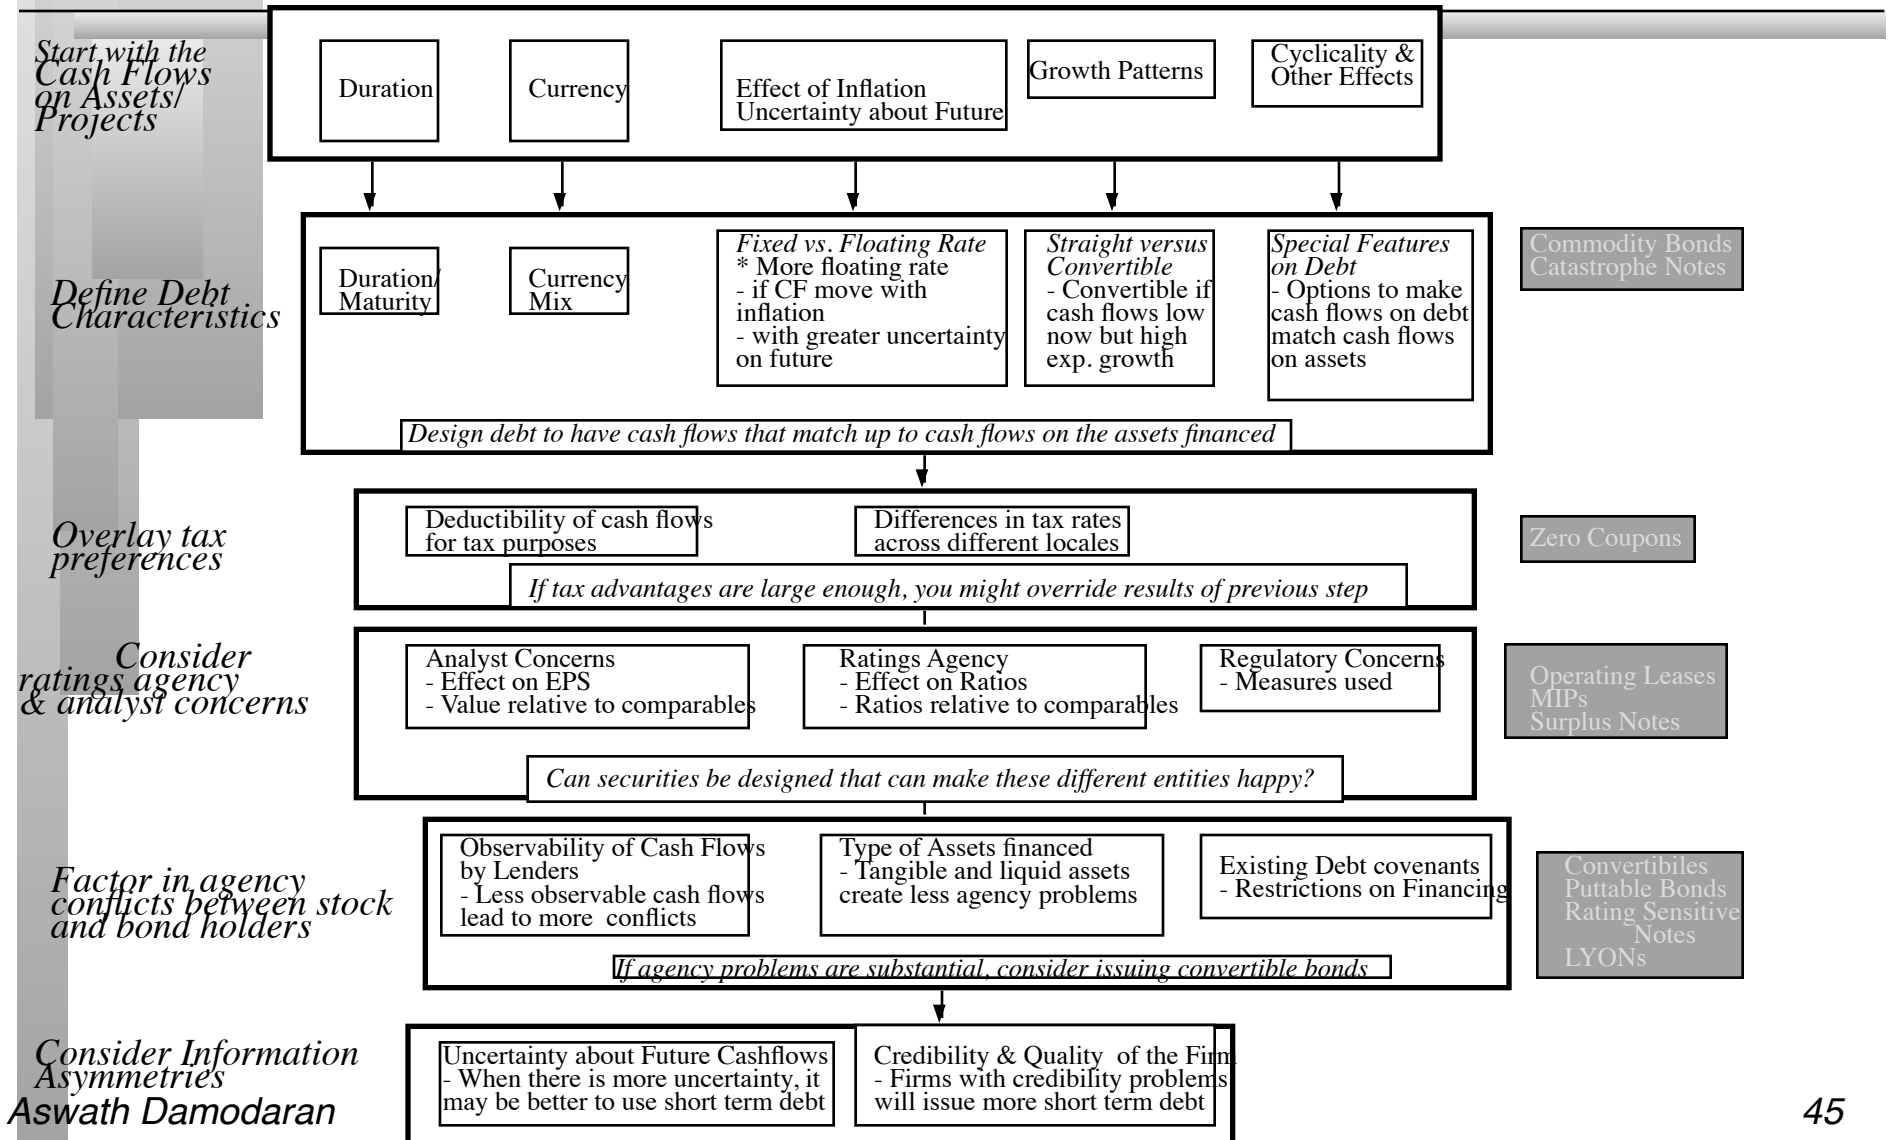 Start with the
Cash Flows
on Assets/
Projects
Duration
Currency
Effect of Inflation
Uncertainty about Future
Growth Patterns
Cyclicality &
Other Effects
Define Debt
Characteristics
Duration/
Maturity
Currency
Mix
Fixed vs. Floating Rate
* More floating rate
- if CF move with
inflation
- with greater uncertainty
on future
Straight versus
Convertible
- Convertible if
cash flows low
now but high
exp. growth
Special Features
on Debt
- Options to make
cash flows on debt
match cash flows
on assets
Commodity Bonds
Catastrophe Notes
Design debt to have cash flows that match up to cash flows on the assets financed
Overlay tax
preferences
Deductibility of cash flows
for tax purposes
Differences in tax rates
across different locales
Zero Coupons
If tax advantages are large enough, you might override results of previous step
Consider
ratings agency
& analyst concerns
Analyst Concerns
- Effect on EPS
- Value relative to comparables
Ratings Agency
- Effect on Ratios
- Ratios relative to comparables
Regulatory Concerns
- Measures used
Operating Leases
MIPs
Surplus Notes
Can securities be designed that can make these different entities happy?
Factor in agency
conflicts between stock
and bond holders
Observability of Cash Flows
by Lenders
- Less observable cash flows
lead to more conflicts
Type of Assets financed
- Tangible and liquid assets
create less agency problems
Existing Debt covenants
- Restrictions on Financing
Convertibiles
Puttable Bonds
Rating Sensitive
Notes
LYONs
If agency problems are substantial, consider issuing convertible bonds
Consider Information
Asymmetries
Uncertainty about Future Cashflows
- When there is more uncertainty, it
may be better to use short term debt
Credibility & Quality of the Firm
- Firms with credibility problems
will issue more short term debt
Aswath Damodaran
45